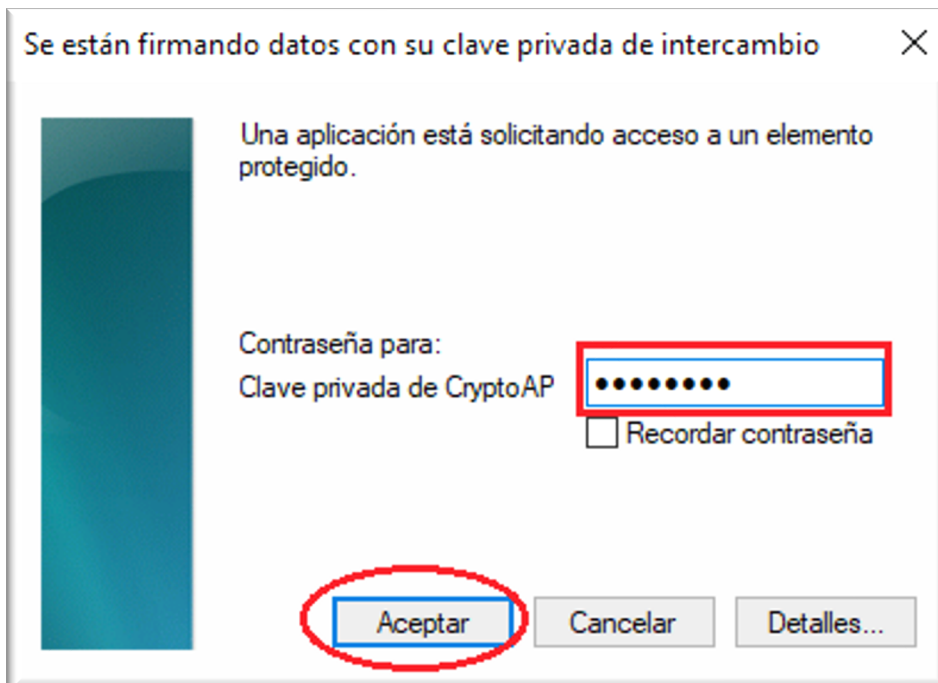 Se están firmando datos con su clave privada de intercambio
Una aplicación está solicitando acceso a un elemento
protegido.
Contraseña para:
Clave privada de CryptoAP
••••••••
Recordar contraseña
Aceptar
Cancelar
Detalles...